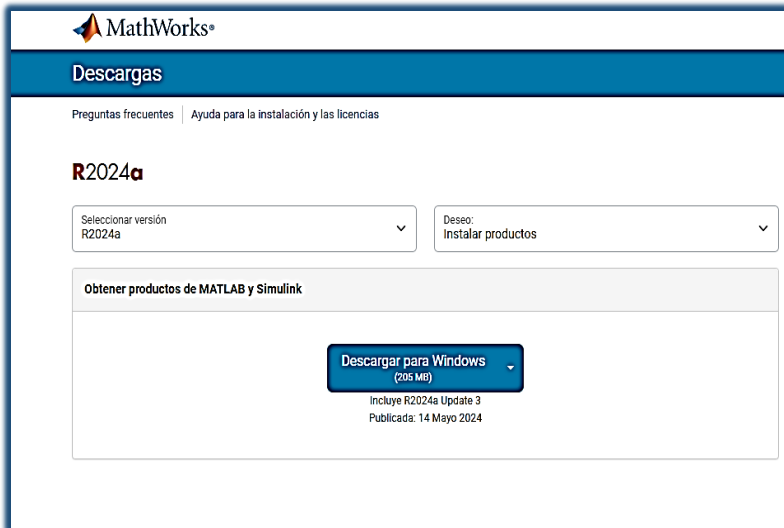 MathWorks®
Descargas
Preguntas frecuentes Ayuda para la instalación y las licencias
R2024a
Seleccionar versión
R2024a
Deseo:
Instalar productos
Obtener productos de MATLAB y Simulink
Descargar para Windows
(205 MB)
Incluye R2024a Update 3
Publicada: 14 Mayo 2024